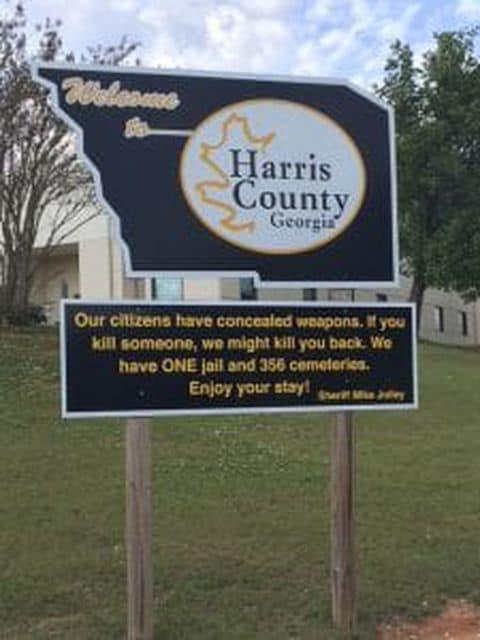 Welcome
to
Harris
County
Georgia
Our citizens have concealed weapons. If you
kill someone, we might kill you back. We
have ONE jail and 356 cemeteries.
Enjoy your stay!
Sheriff Mike Jolley